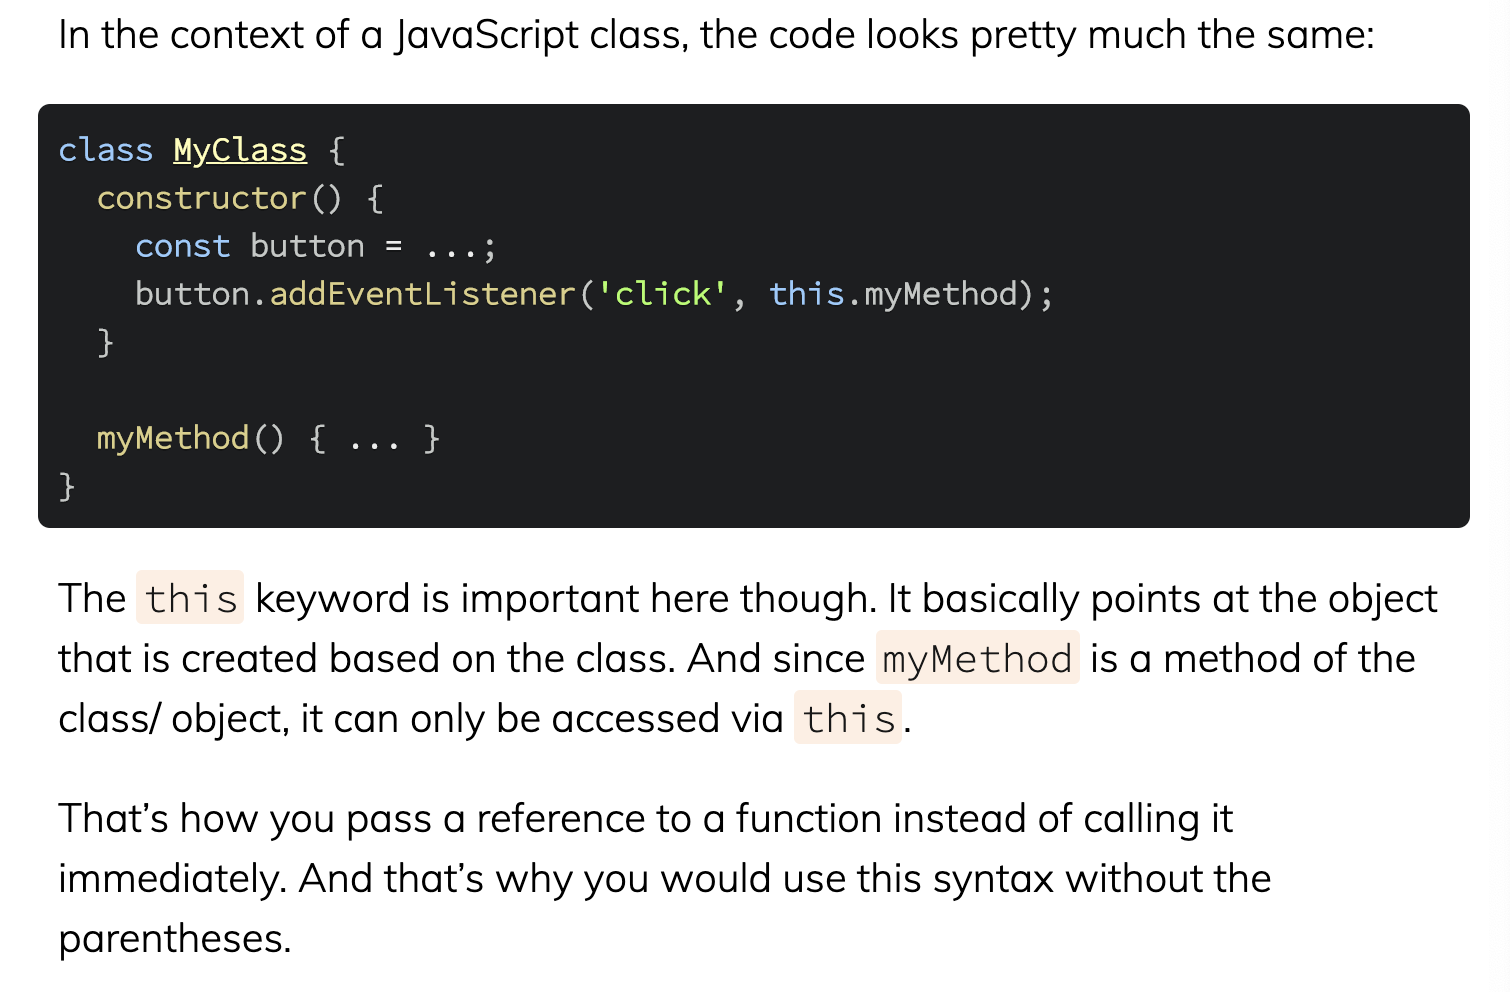 In the context of a JavaScript class, the code looks pretty much the same:
class MyClass {
  constructor() {
    const button = ...;
    button.addEventListener('click', this.myMethod);
  }

  myMethod() { ... }
}
The this keyword is important here though. It basically points at the object
that is created based on the class. And since myMethod is a method of the
class/ object, it can only be accessed via this.
That’s how you pass a reference to a function instead of calling it
immediately. And that’s why you would use this syntax without the
parentheses.